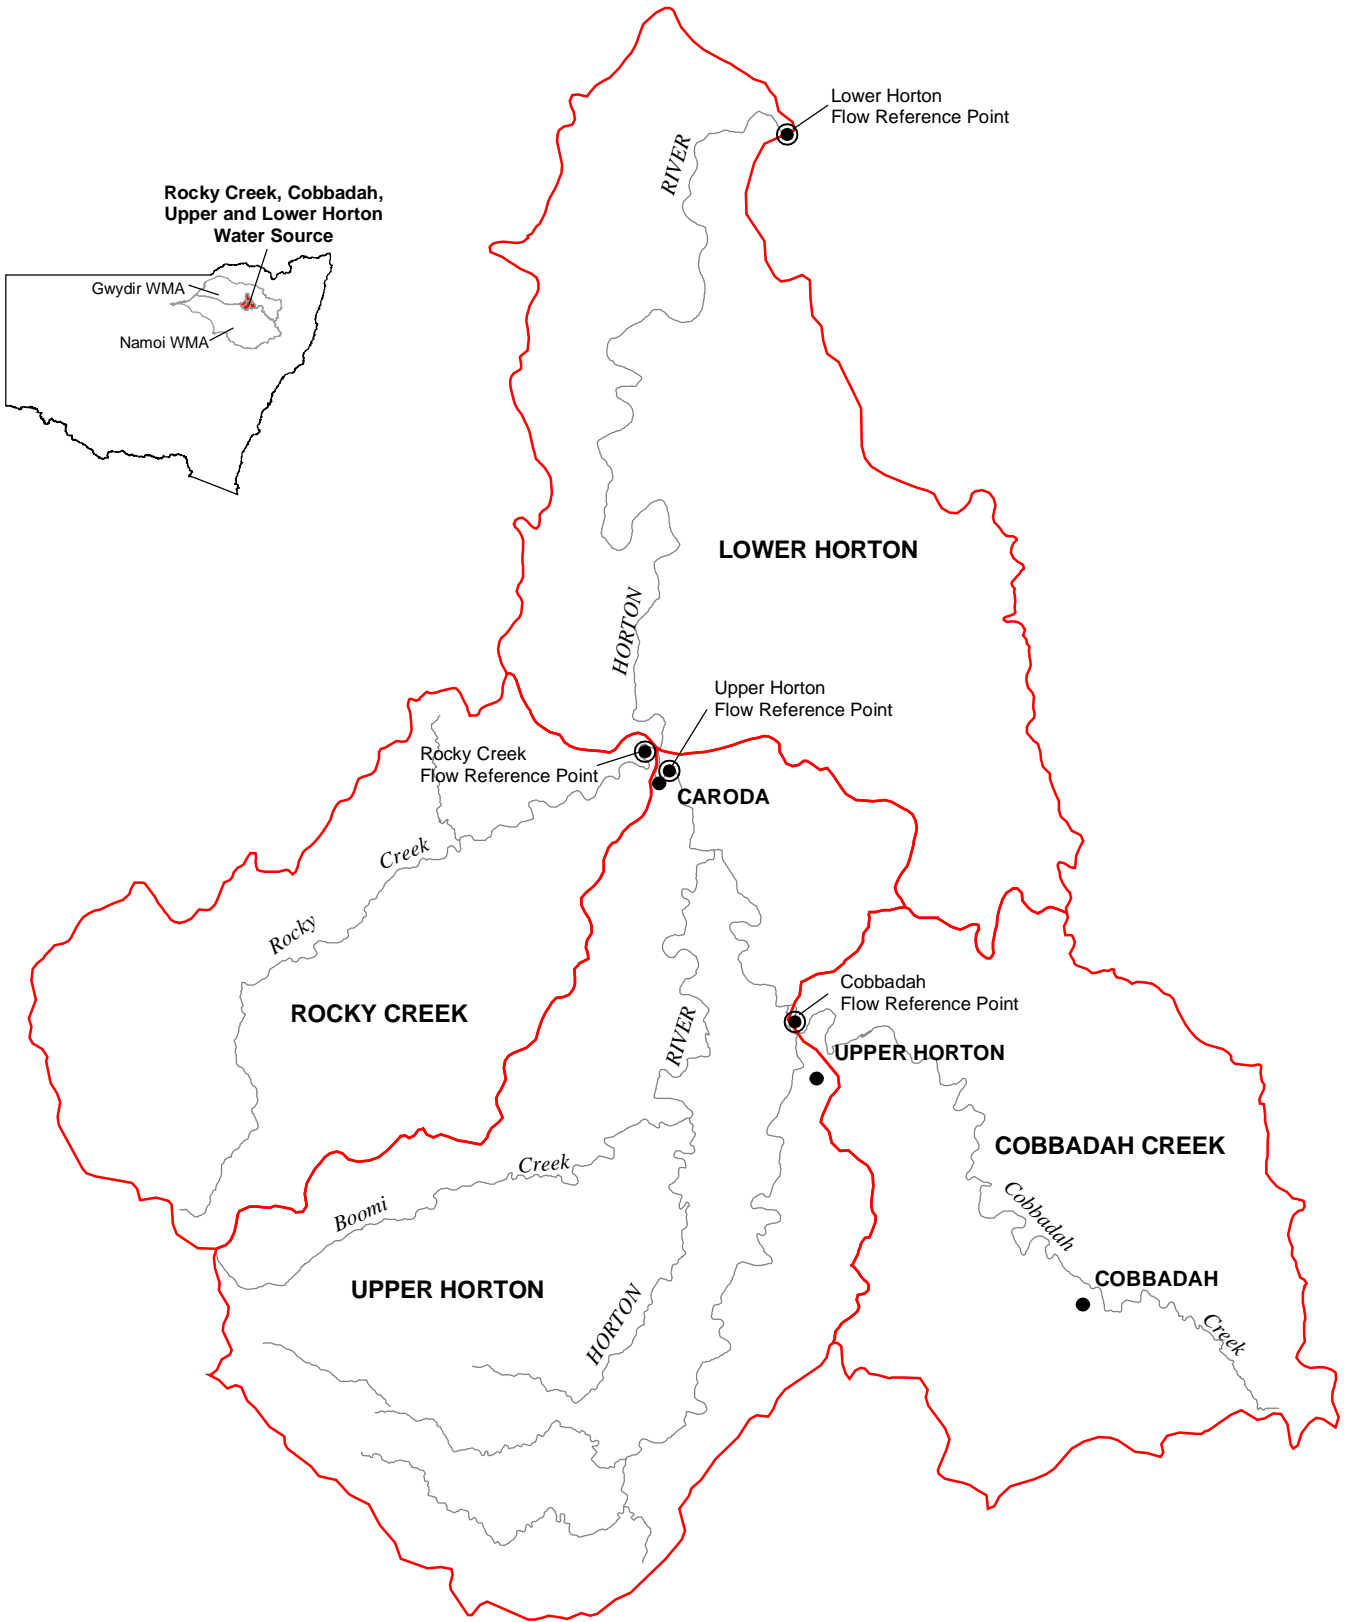 Lower Horton
Flow Reference Point
RIVER
Rocky Creek, Cobbadah,
Upper and Lower Horton
Water Source
Gwydir WMA
Namoi WMA
LOWER HORTON
HORTON
Upper Horton
Flow Reference Point
Rocky Creek
Flow Reference Point
CARODA
Creek
Rocky
ROCKY CREEK
Cobbadah
Flow Reference Point
RIVER
UPPER HORTON
COBBADAH CREEK
Creek
Boomi
Cobbadah
UPPER HORTON
COBBADAH
HORTON
Creek